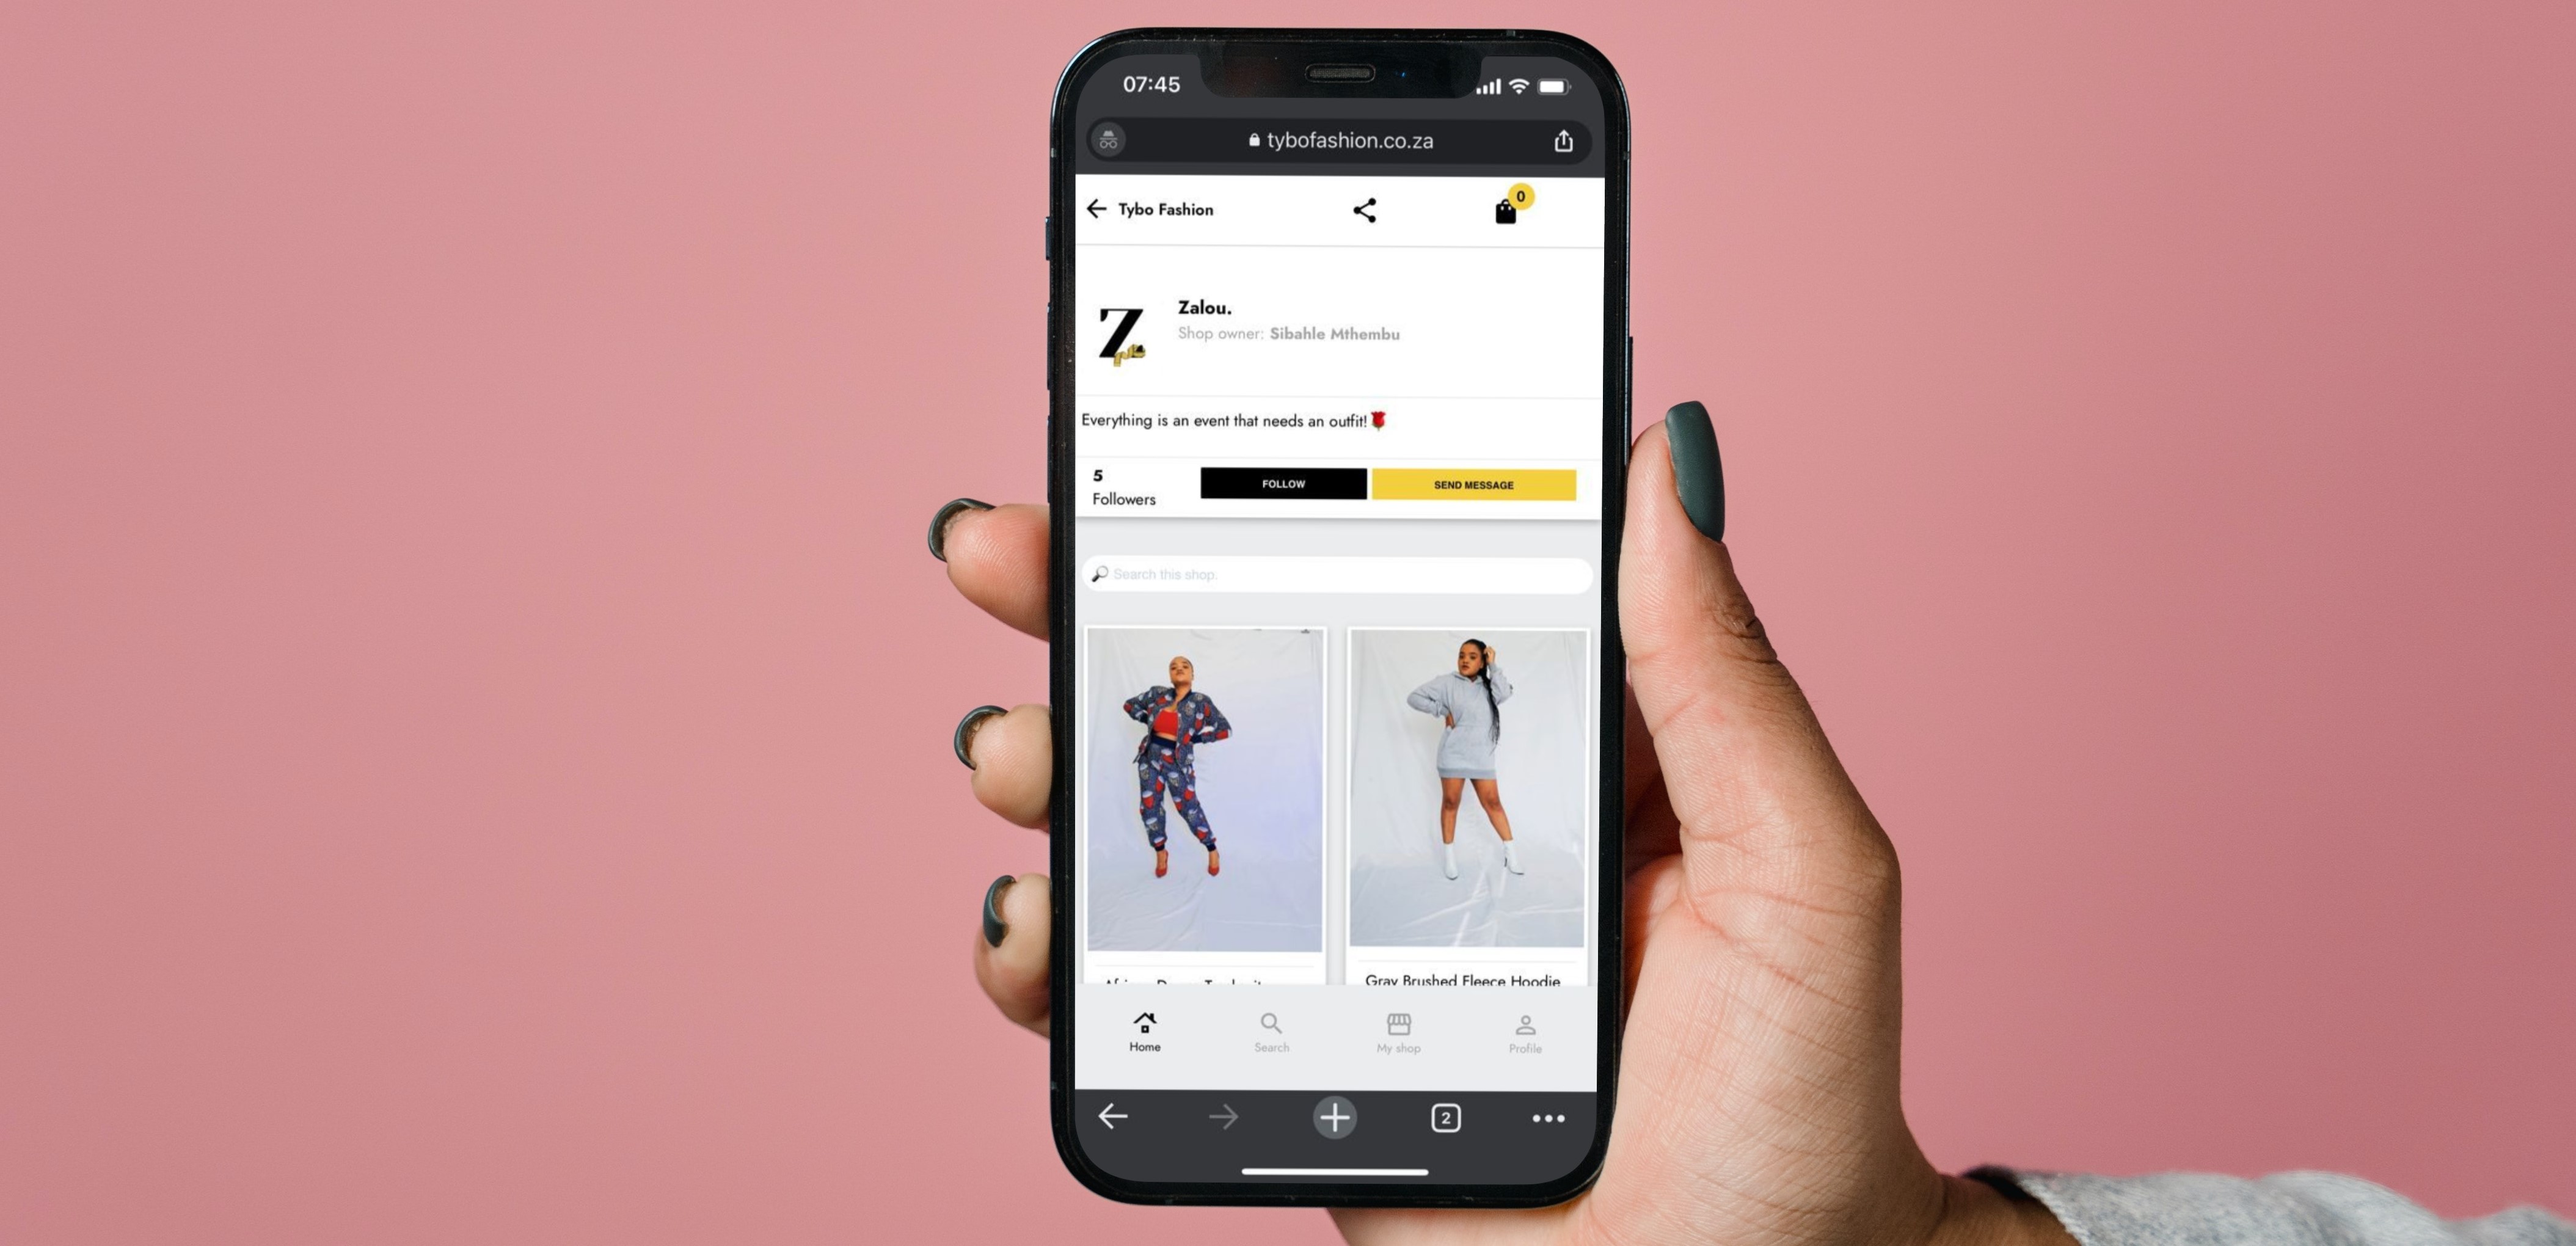 07:45
tybofashion.co.za
Tybo Fashion
0
Z
Zalou.
Shop owner: Sibahle Mthembu
Everything is an event that needs an outfit!
5
Followers
FOLLOW
SEND MESSAGE
Search this shop.
Gray Brushed Fleece Hoodie
Home
Search
My shop
Profile
2